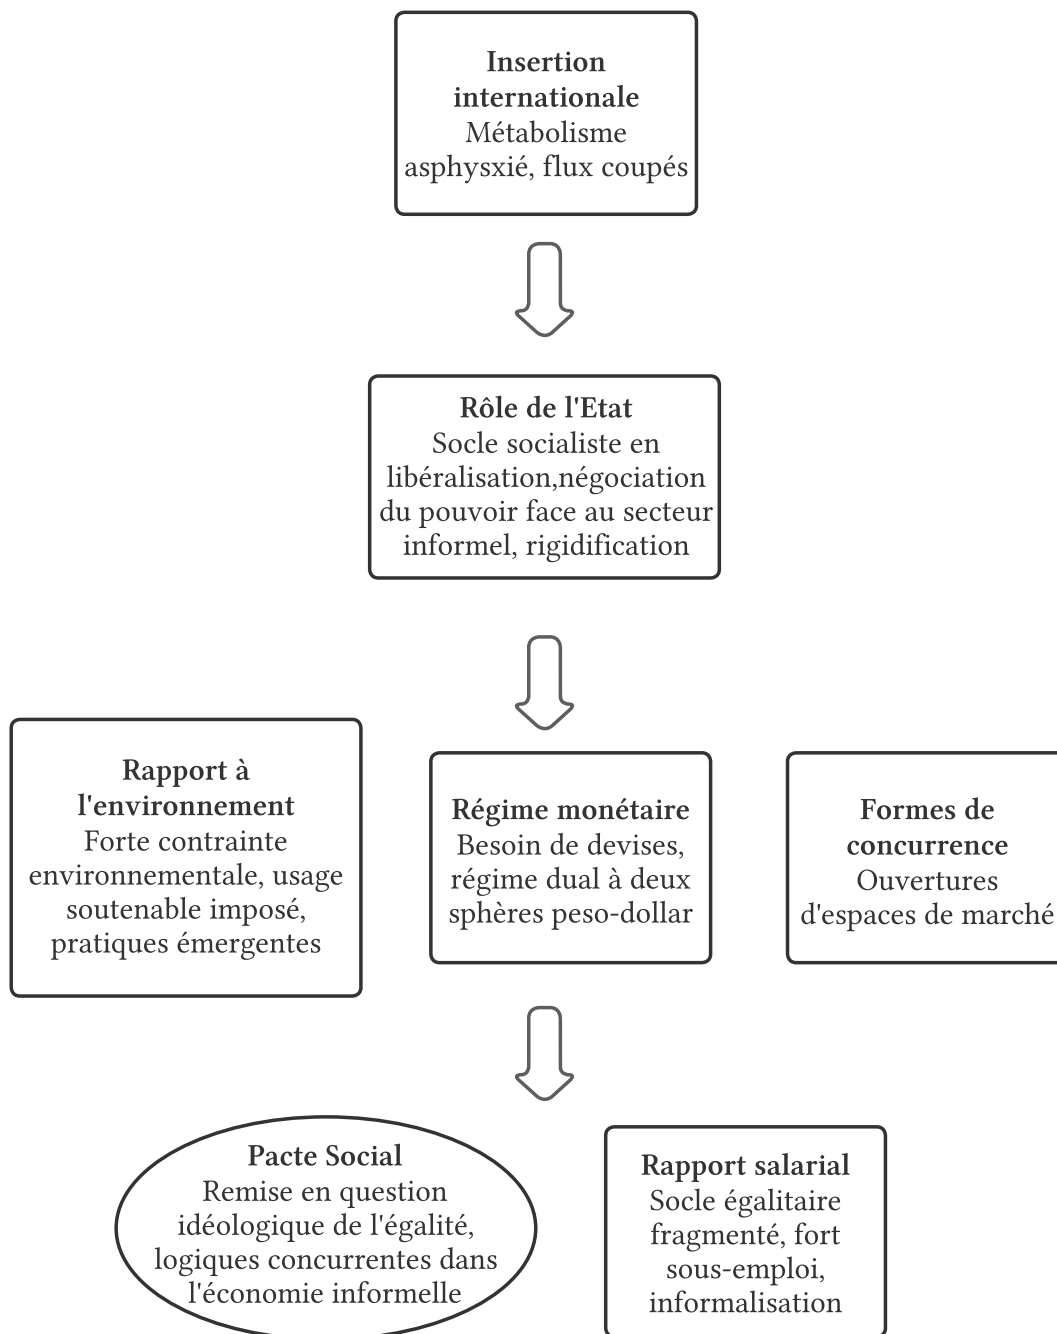 Insertion
internationale
Métabolisme
asphysxié, flux coupés
Rôle de l'Etat
Socle socialiste en
libéralisation,négociation
du pouvoir face au secteur
informel, rigidification
Rapport à
l'environnement
Forte contrainte
environnementale, usage
soutenable imposé,
pratiques émergentes
Régime monétaire
Besoin de devises,
régime dual à deux
sphères peso-dollar
Formes de
concurrence
Ouvertures
d'espaces de marché
Pacte Social
Remise en question
idéologique de l'égalité,
logiques concurrentes dans
l'économie informelle
Rapport salarial
Socle égalitaire
fragmenté, fort
sous-emploi,
informalisation